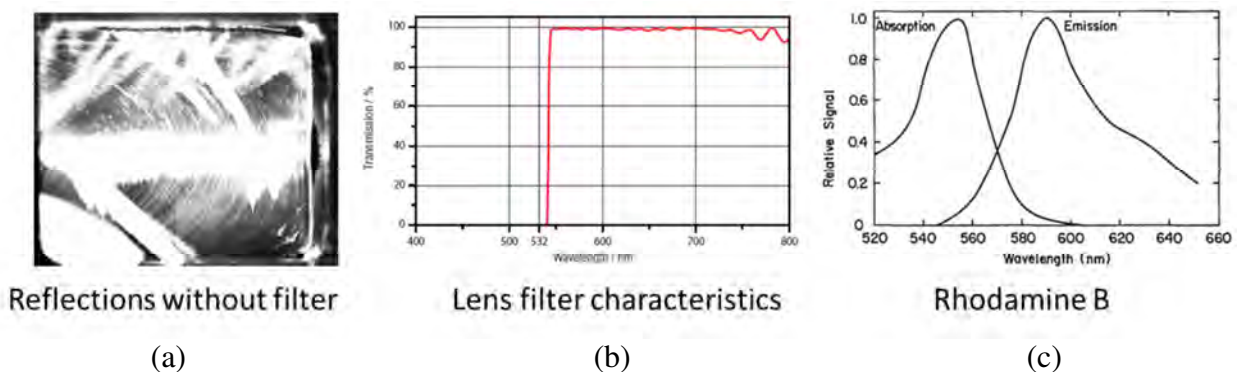 100
80
60
40
20
0
Transmission / %
400
500
532
600
700
800
Wavelength / nm
1.0
0.8
0.6
0.4
0.2
0
Relative Signal
Absorption
Emission
520
540
560
580
600
620
640
660
Wavelength (nm)
Reflections without filter
Lens filter characteristics
Rhodamine B
(a)
(b)
(c)